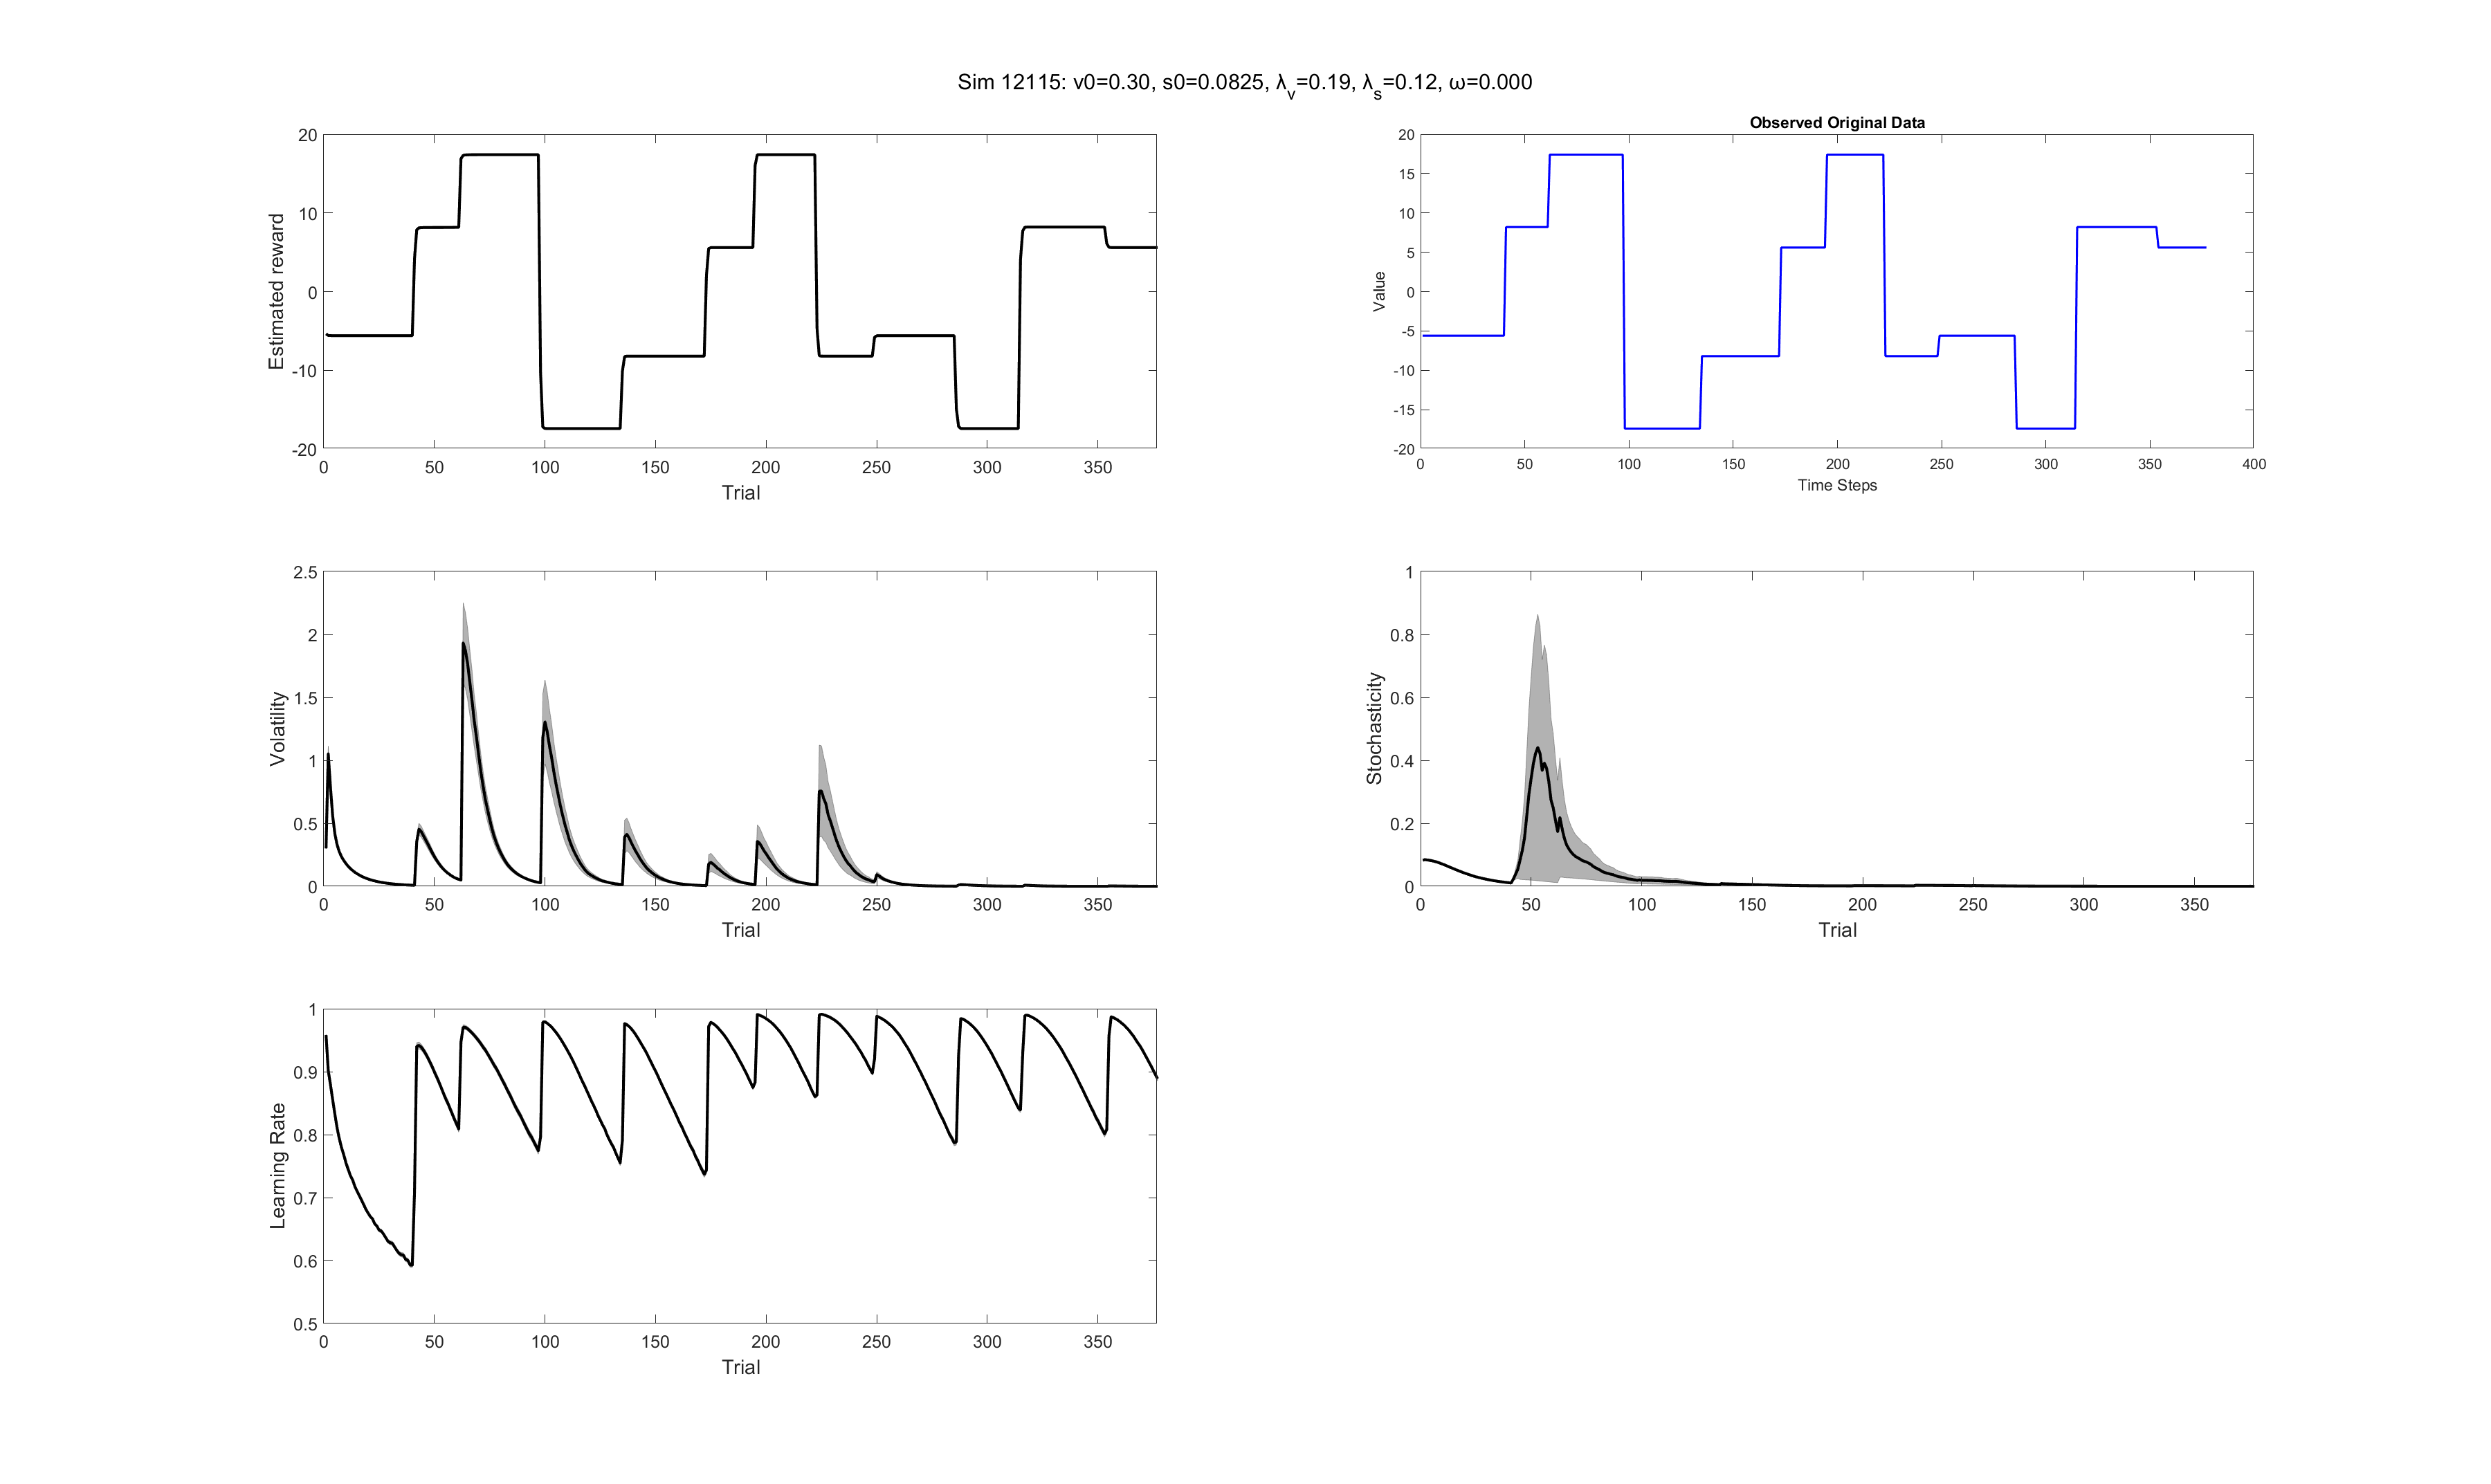 Sim 12115: v0=0.30, s0=0.0825, λv=0.19, λs=0.12, ω=0.000
20
10
0
-10
-20
Estimated reward
0 50 100 150 200 250 300 350
Trial
Observed Original Data
20
15
10
5
0
-5
-10
-15
-20
Value
0 50 100 150 200 250 300 350 400
Time Steps
2.5
2
1.5
1
0.5
0
Volatility
0 50 100 150 200 250 300 350
Trial
1
0.8
0.6
0.4
0.2
0
Stochasticity
0 50 100 150 200 250 300 350
Trial
1
0.9
0.8
0.7
0.6
0.5
Learning Rate
0 50 100 150 200 250 300 350
Trial